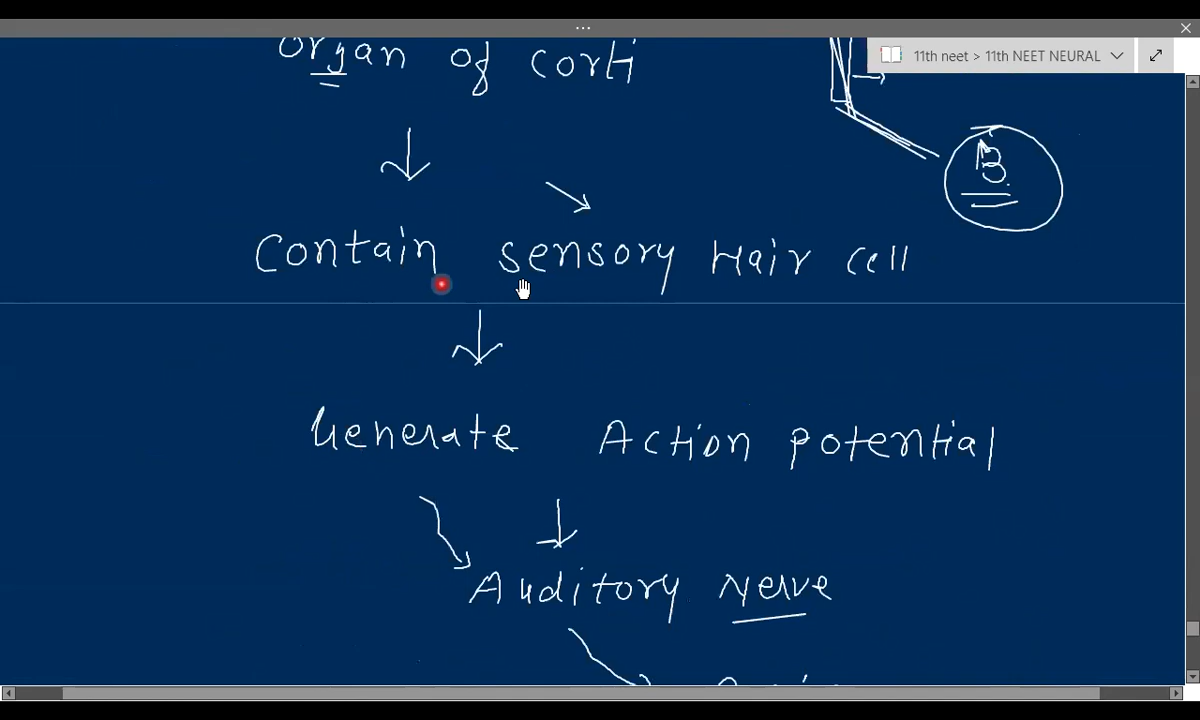 11th neet > 11th NEET NEURAL
organ of corti
B
Contain sensory Hair cell
Generate Action potential
Auditory Nerve